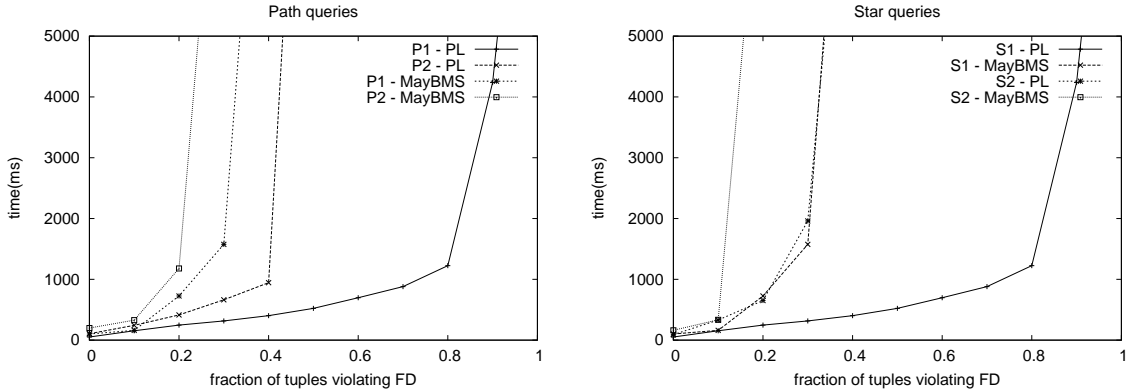 Path queries
5000
4000
3000
2000
1000
0
time(ms)
P1 - PL
P2 - PL
P1 - MayBMS
P2 - MayBMS
0 0.2 0.4 0.6 0.8 1
fraction of tuples violating FD
Star queries
5000
4000
3000
2000
1000
0
time(ms)
S1 - PL
S1 - MayBMS
S2 - PL
S2 - MayBMS
0 0.2 0.4 0.6 0.8 1
fraction of tuples violating FD